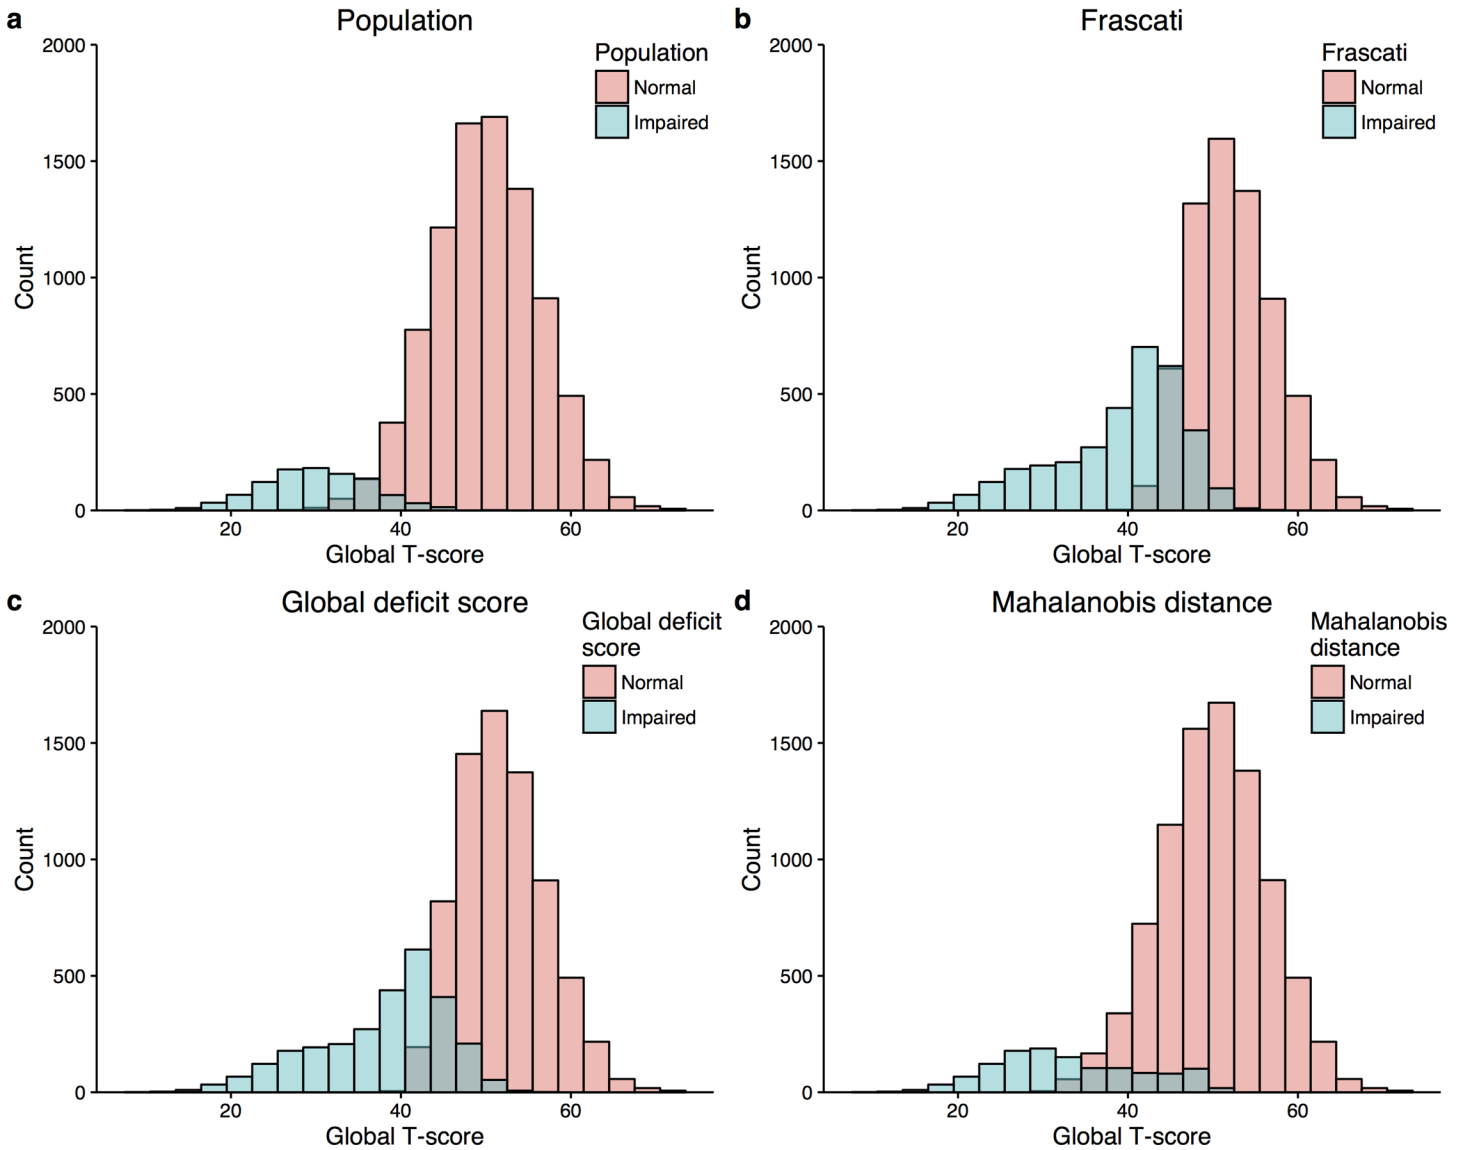 a
Population
Population
Normal
Impaired
2000
1500
1000
500
0
Count
20
40
60
Global T-score
b
Frascati
Frascati
Normal
Impaired
2000
1500
1000
500
0
Count
20
40
60
Global T-score
c
Global deficit score
Global deficit
score
Normal
Impaired
2000
1500
1000
500
0
Count
20
40
60
Global T-score
d
Mahalanobis distance
Mahalanobis
distance
Normal
Impaired
2000
1500
1000
500
0
Count
20
40
60
Global T-score